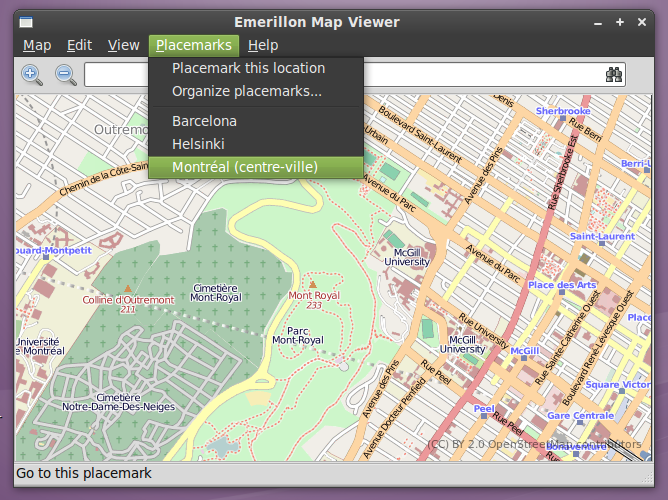 Emerillon Map Viewer
Map Edit View Placemarks Help
Placemark this location
Organize placemarks...
Barcelona
Helsinki
Montréal (centre-ville)
Outremo
Chemin de la Côte-Sain
Denis
Sherbrooke
Rue Berri
Boulevard Saint-Laurent
Urbain
Avenue des Pins
Rue Sherbrooke Est
Berri-U
Avenue du Parc
Saint-Laurent
ouard-Montpetit
McGill
University
Avenue du Parc
Cimetière
Mont-Royal
Mont Royal
233
Place des Arts
Colline d'Outremont
211
Parc
Mont-Royal
Rue University
Place
Université
de Montréal
McGill
University
McGill
Rue Sainte-Catherine Ouest
Boulevard René-Lévesque Ouest
Rue Peel
Avenue des Pins
Square Victor
Cimetière
Notre-Dame-Des-Neiges
Avenue Docteur Penfield
Peel
Rue Peel
Gare Centrale
(CC) BY 2.0 OpenStreetMap contributors
Bonaventure
Go to this placemark